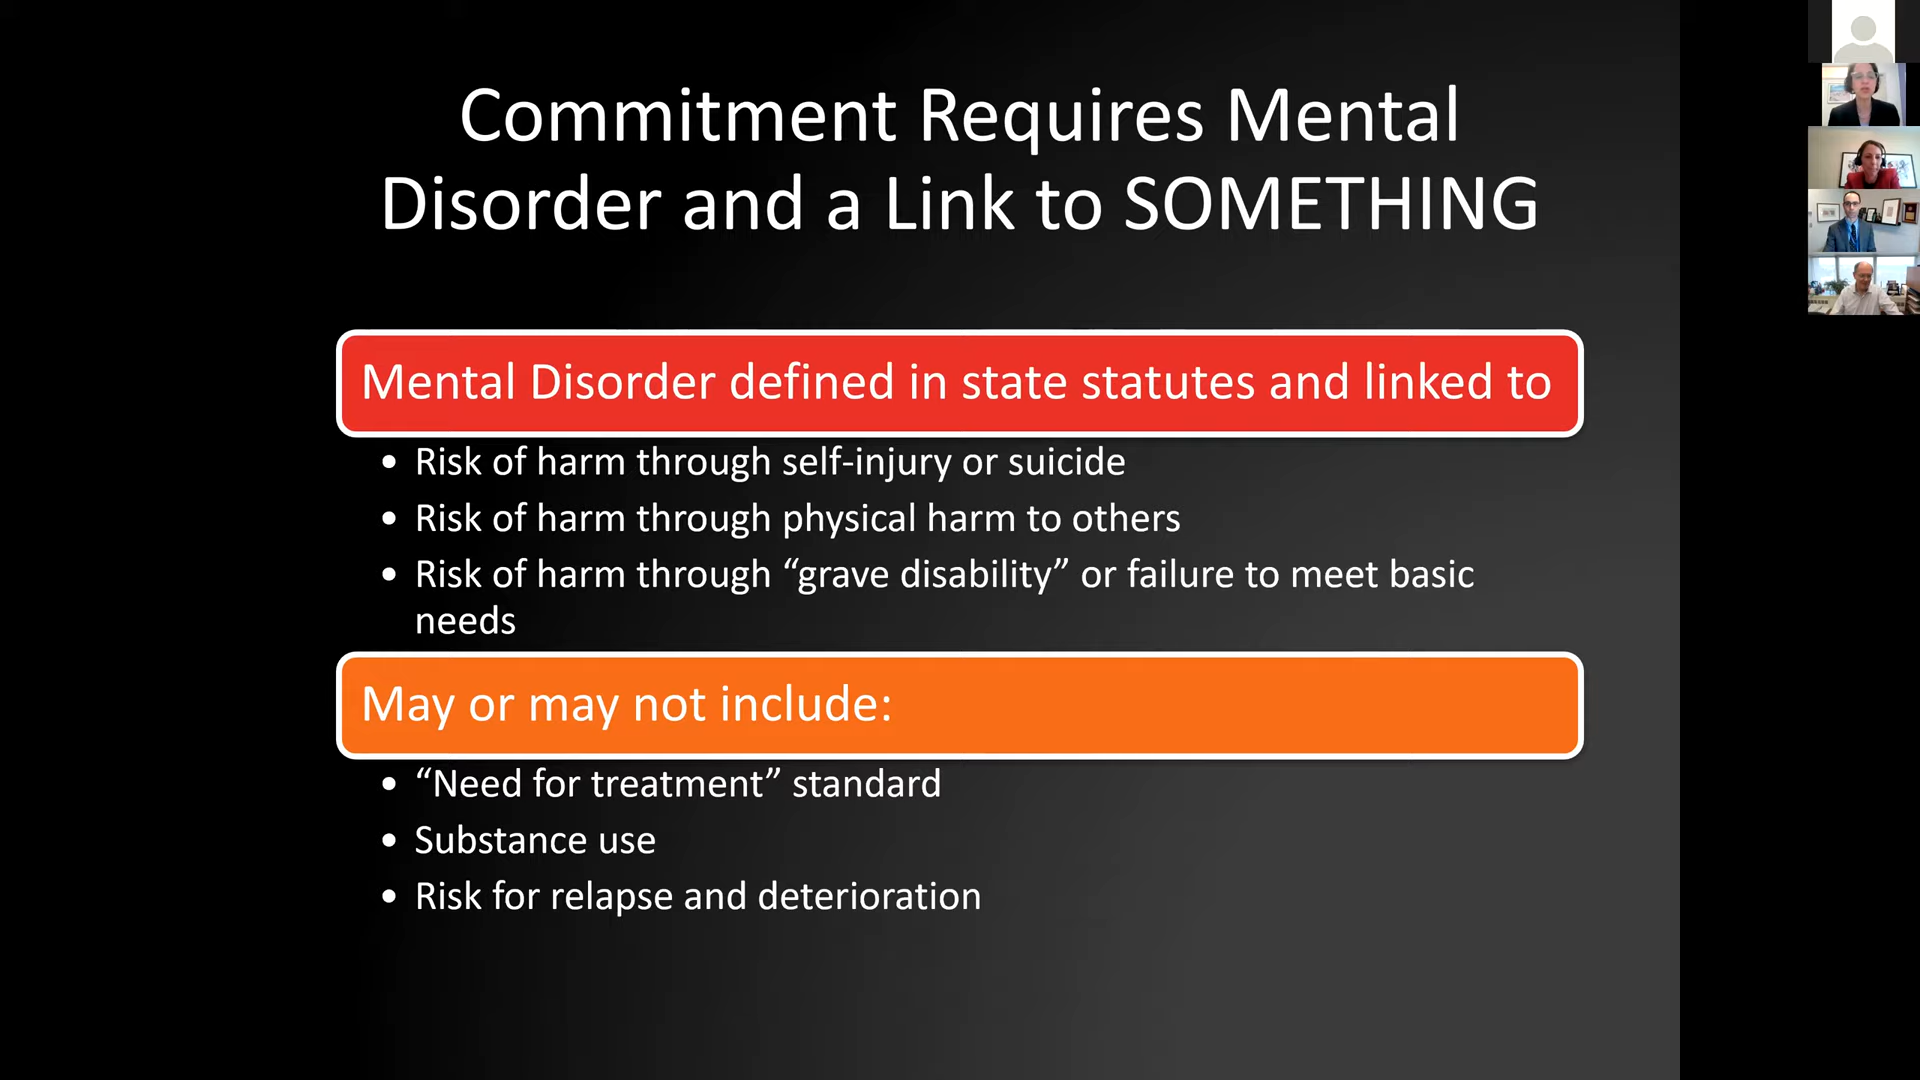 Commitment Requires Mental
Disorder and a Link to SOMETHING
Mental Disorder defined in state statutes and linked to
• Risk of harm through self-injury or suicide
• Risk of harm through physical harm to others
• Risk of harm through “grave disability” or failure to meet basic
needs
May or may not include:
• “Need for treatment” standard
• Substance use
• Risk for relapse and deterioration